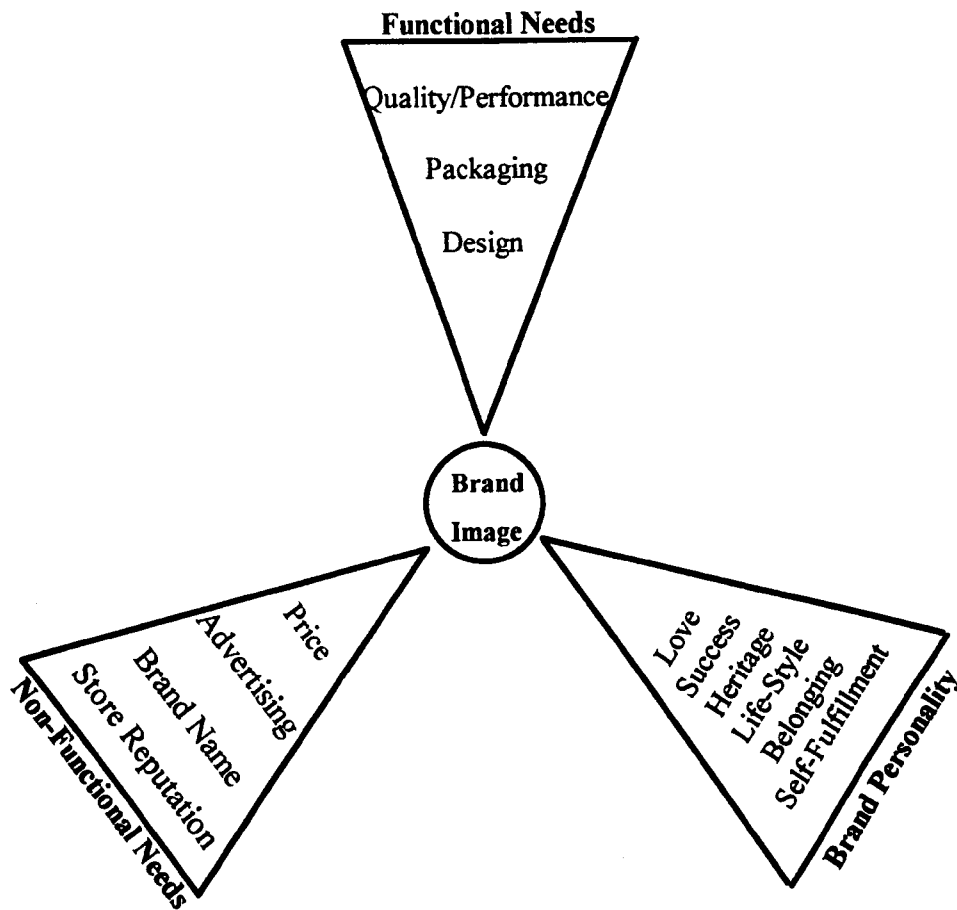 Functional Needs
Quality/Performance
Packaging
Design
Brand
Image
Price
Advertising
Brand Name
Store Reputation
Non-Functional Needs
Love
Success
Heritage
Life-Style
Belonging
Self-Fulfillment
Brand Personality